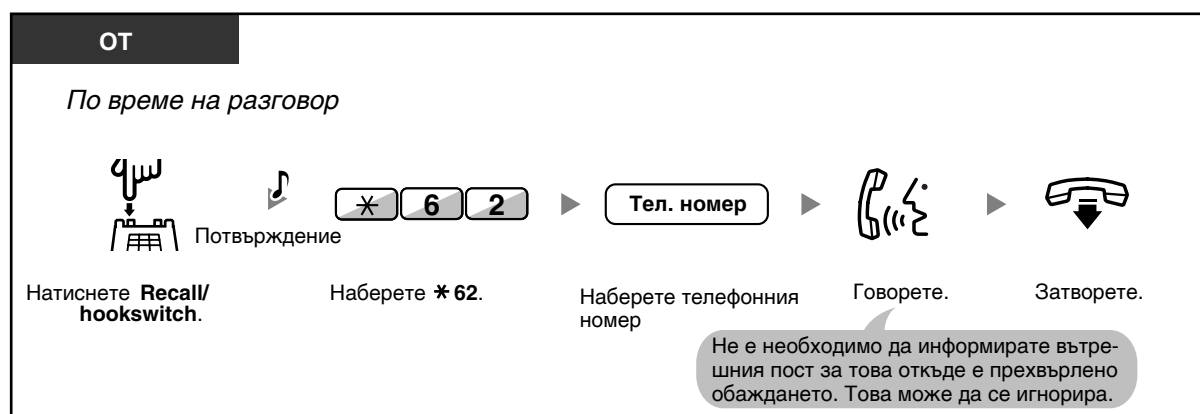 ОТ
По време на разговор
* 6 2
Тел. номер
Потвърждение
Натиснете Recall/
hookswitch.
Наберете * 62.
Наберете телефонния
номер
Говорете.
Затворете.
Не е необходимо да информирате вътре-
шния пост за това откъде е прехвърлено
обаждането. Това може да се игнорира.